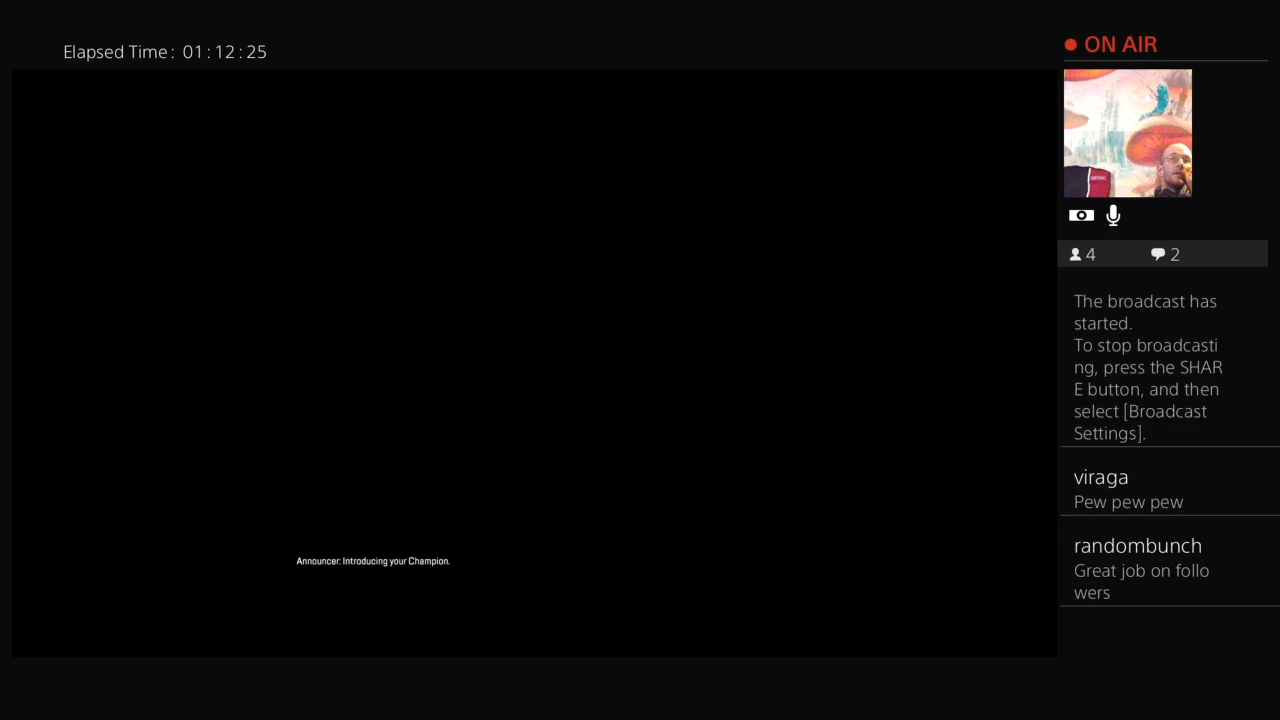 Elapsed Time: 01:12:25
ON AIR
4
2
The broadcast has
started.
To stop broadcasti
ng, press the SHAR
E button, and then
select [Broadcast
Settings].
viraga
Pew pew pew
randombunch
Great job on follo
wers
Announcer: Introducing your Champion.